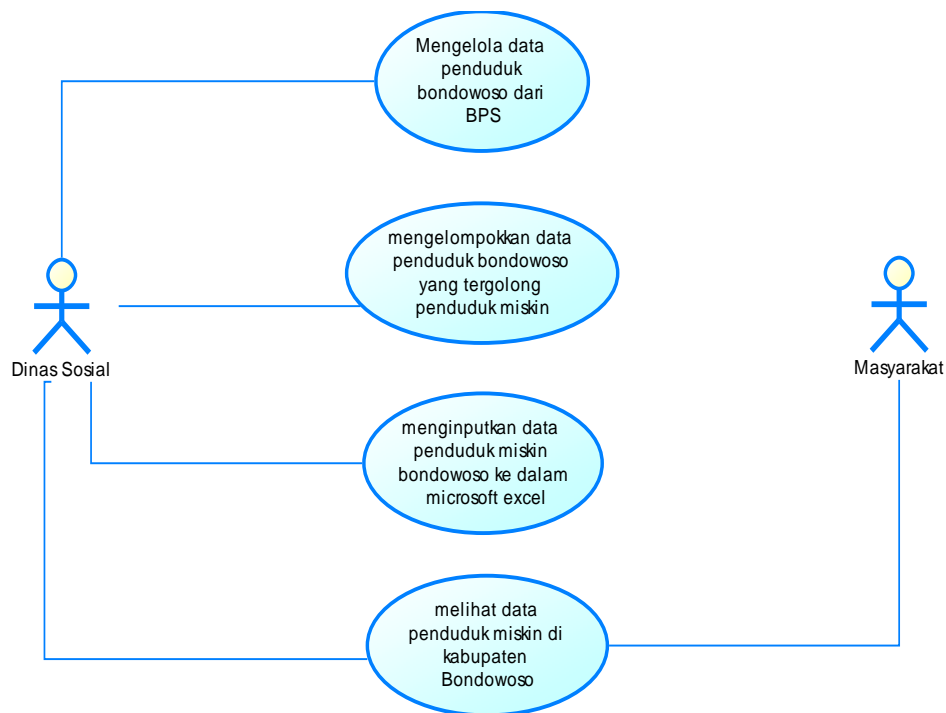 Mengelola data
penduduk
bondowoso dari
BPS
mengelompokkan data
penduduk bondowoso
yang tergolong
penduduk miskin
Dinas Sosial
Masyarakat
menginputkan data
penduduk miskin
bondowoso ke dalam
microsoft excel
melihat data
penduduk miskin di
kabupaten
Bondowoso